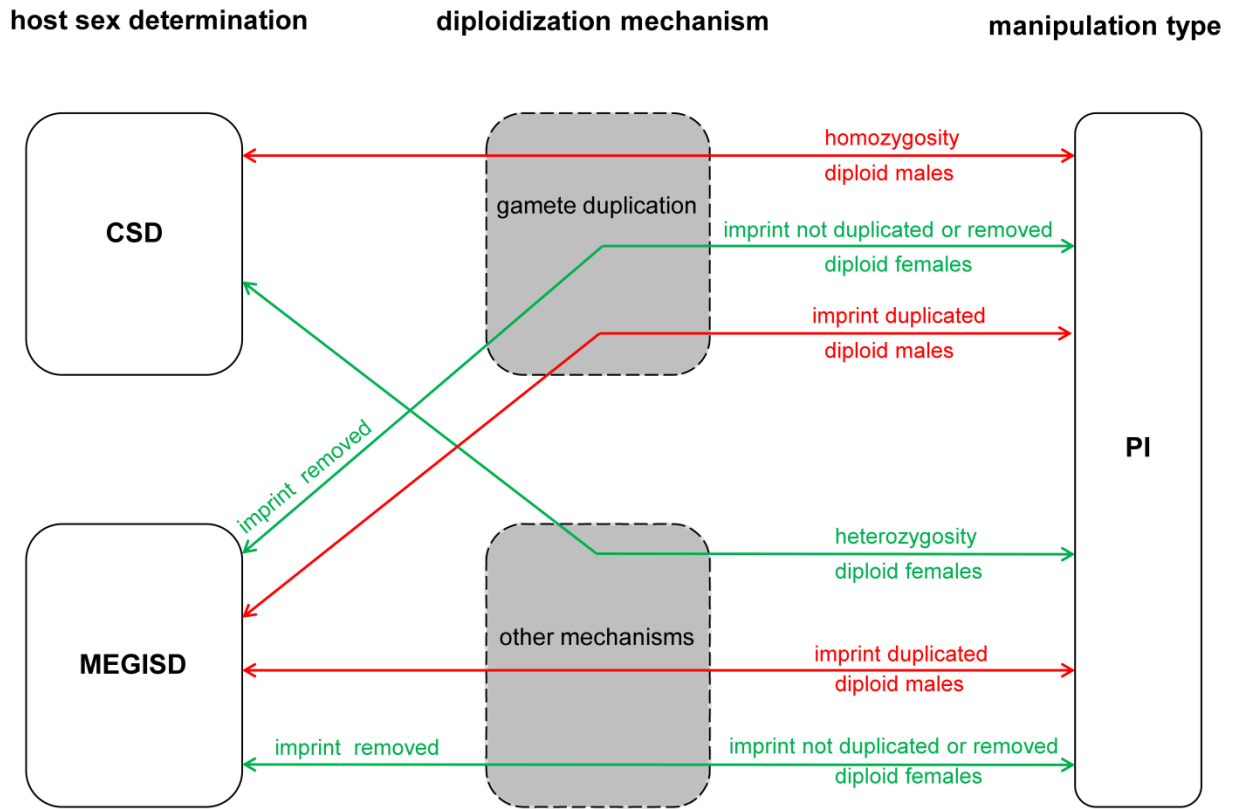 host sex determination
diploidization mechanism
manipulation type
homozygosity
diploid males
gamete duplication
CSD
imprint not duplicated or removed
diploid females
imprint duplicated
diploid males
imprint removed
PI
heterozygosity
diploid females
other mechanisms
MEGISD
imprint duplicated
diploid males
imprint removed
imprint not duplicated or removed
diploid females